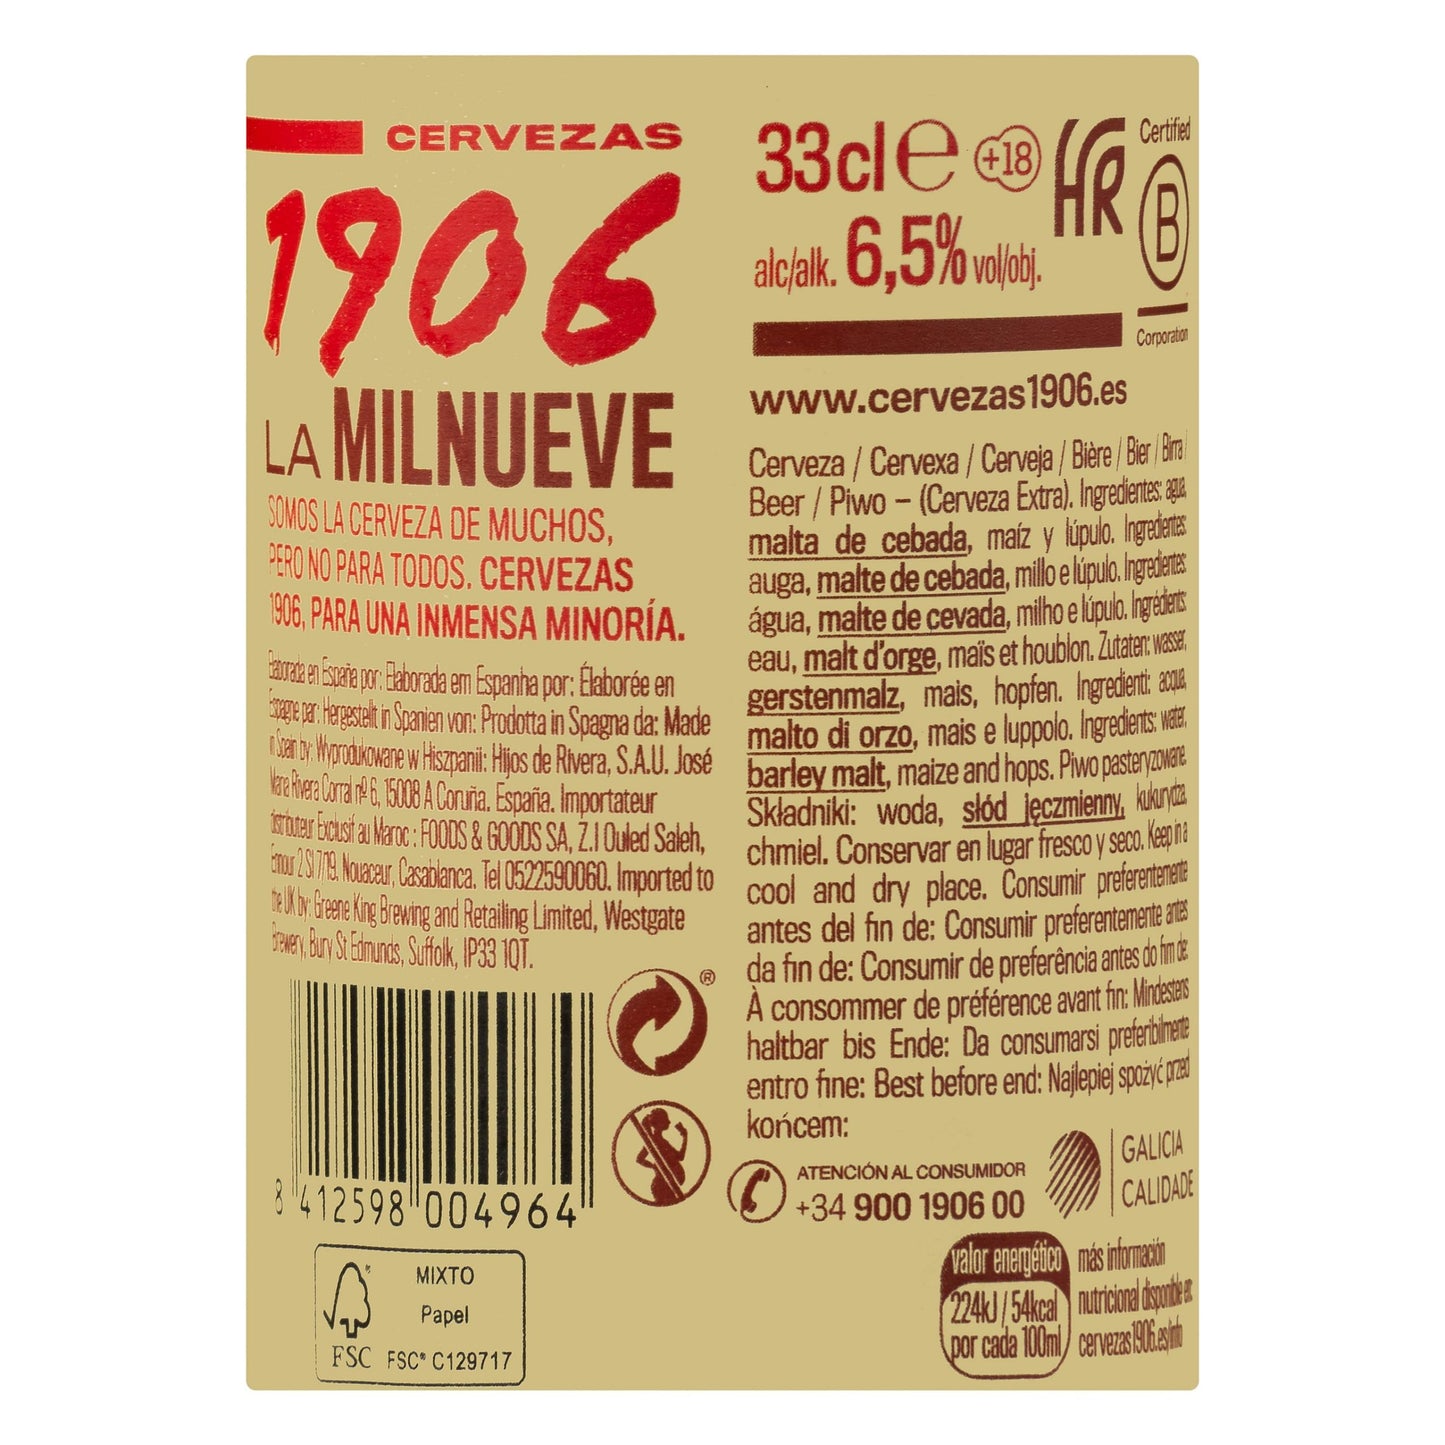 CERVEZAS
1906
LA MILNUEVE
SOMOS LA CERVEZA DE MUCHOS,
PERO NO PARA TODOS. CERVEZAS
1906, PARA UNA INMENSA MINORÍA.
Elaborada en España por: Elaborada em Espanha por: Élaborée en
Espagne par: Hergestellt in Spanien von: Prodotta in Spagna da: Made
in Spain by: Wyprodukowane w Hiszpanii: Hijos de Rivera, S.A.U. José
María Rivera Corral nº 6, 15008 A Coruña. España. Importateur
distributeur Exclusif au Maroc : FOODS & GOODS SA, Z.I Ouled Saleh,
Ennour 2 SI 7/19, Nouaceur, Casablanca. Tel 0522590060. Imported to
the UK by: Greene King Brewing and Retailing Limited, Westgate
Brewery, Bury St Edmunds, Suffolk, IP33 1QT.
®
8 412598 004964
MIXTO
Papel
FSC
FSC® C129717
33cl e +18 HR
Certified
B
Corporation
alc/alk. 6,5% vol/obj.
www.cervezas1906.es
Cerveza / Cervexa / Cerveja / Bière / Bier / Birra /
Beer / Piwo – (Cerveza Extra). Ingredientes: agua,
malta de cebada, maíz y lúpulo. Ingredientes:
auga, malte de cebada, millo e lúpulo. Ingredientes:
água, malte de cevada, milho e lúpulo. Ingrédients:
eau, malt d'orge, maïs et houblon. Zutaten: wasser,
gerstenmalz, mais, hopfen. Ingredienti: acqua,
malto di orzo, mais e luppolo. Ingredients: water,
barley malt, maize and hops. Piwo pasteryzowane.
Składniki: woda, słód jęczmienny, kukurydza,
chmiel. Conservar en lugar fresco y seco. Keep in a
cool and dry place. Consumir preferentemente
antes del fin de: Consumir preferentemente antes
da fin de: Consumir de preferência antes do fim de:
À consommer de préférence avant fin: Mindestens
haltbar bis Ende: Da consumarsi preferibilmente
entro fine: Best before end: Najlepiej spożyć przed
końcem:
ATENCIÓN AL CONSUMIDOR
+34 900 1906 00
GALICIA
CALIDADE
valor energético
224kJ / 54kcal
por cada 100ml
más información
nutricional disponible en:
cervezas1906.es/info